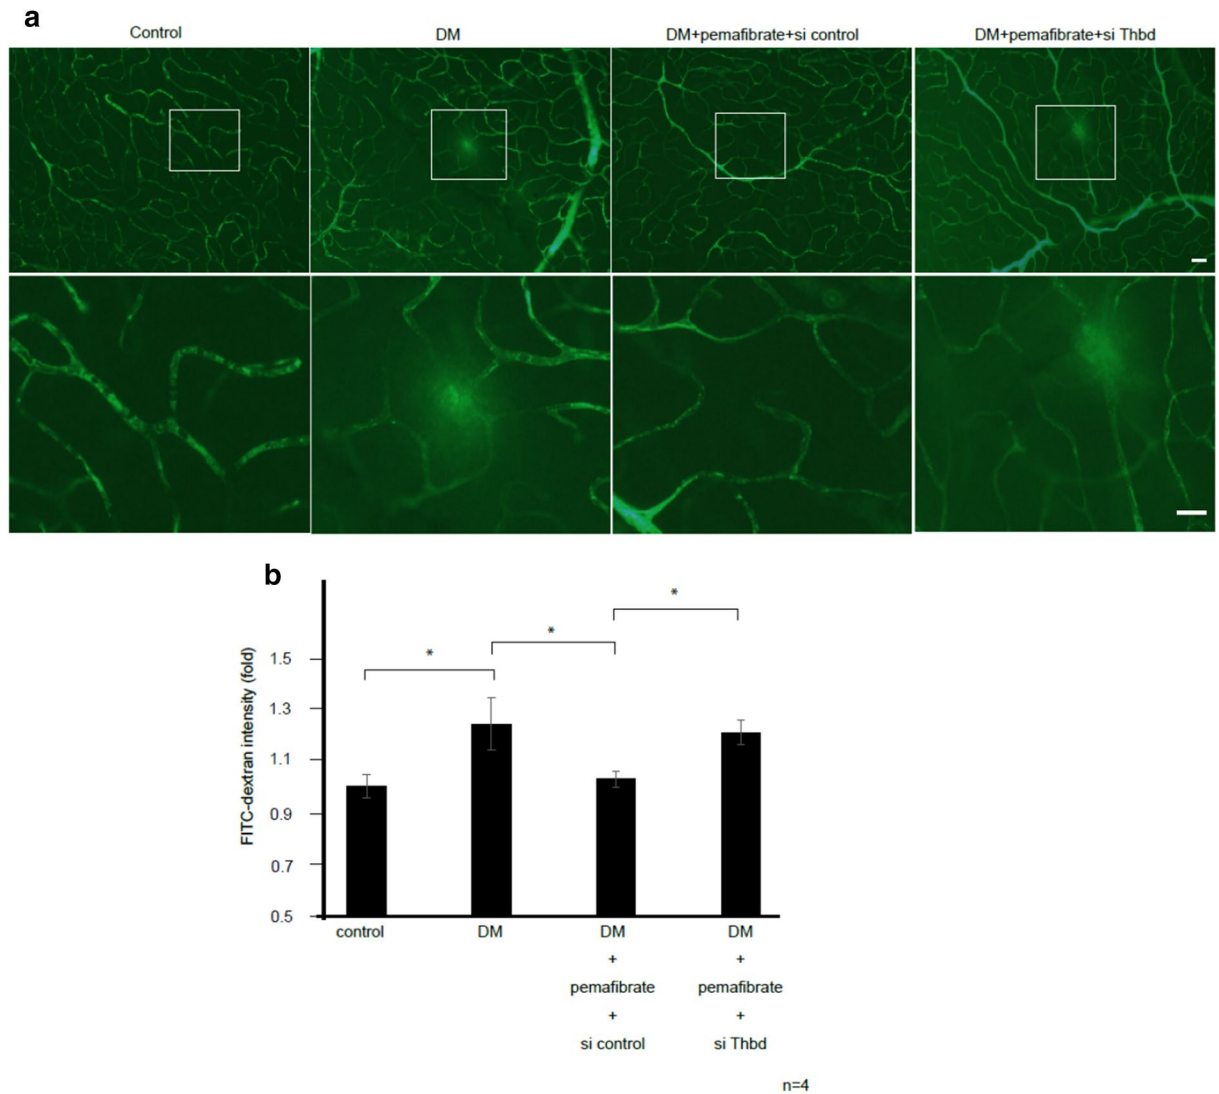 a
Control
DM
DM+pemafibrate+si control
DM+pemafibrate+si Thbd
b
FITC-dextran intensity (fold)
1.5
1.3
1.1
0.9
0.7
0.5
*
*
*
control
DM
DM
+
pemafibrate
+
si control
DM
+
pemafibrate
+
si Thbd
n=4